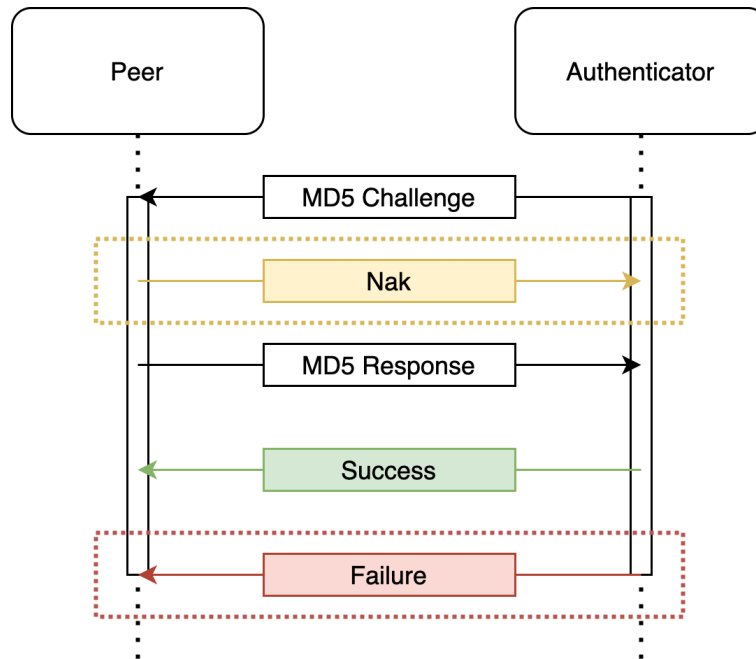 Peer
Authenticator
MD5 Challenge
Nak
MD5 Response
Success
Failure